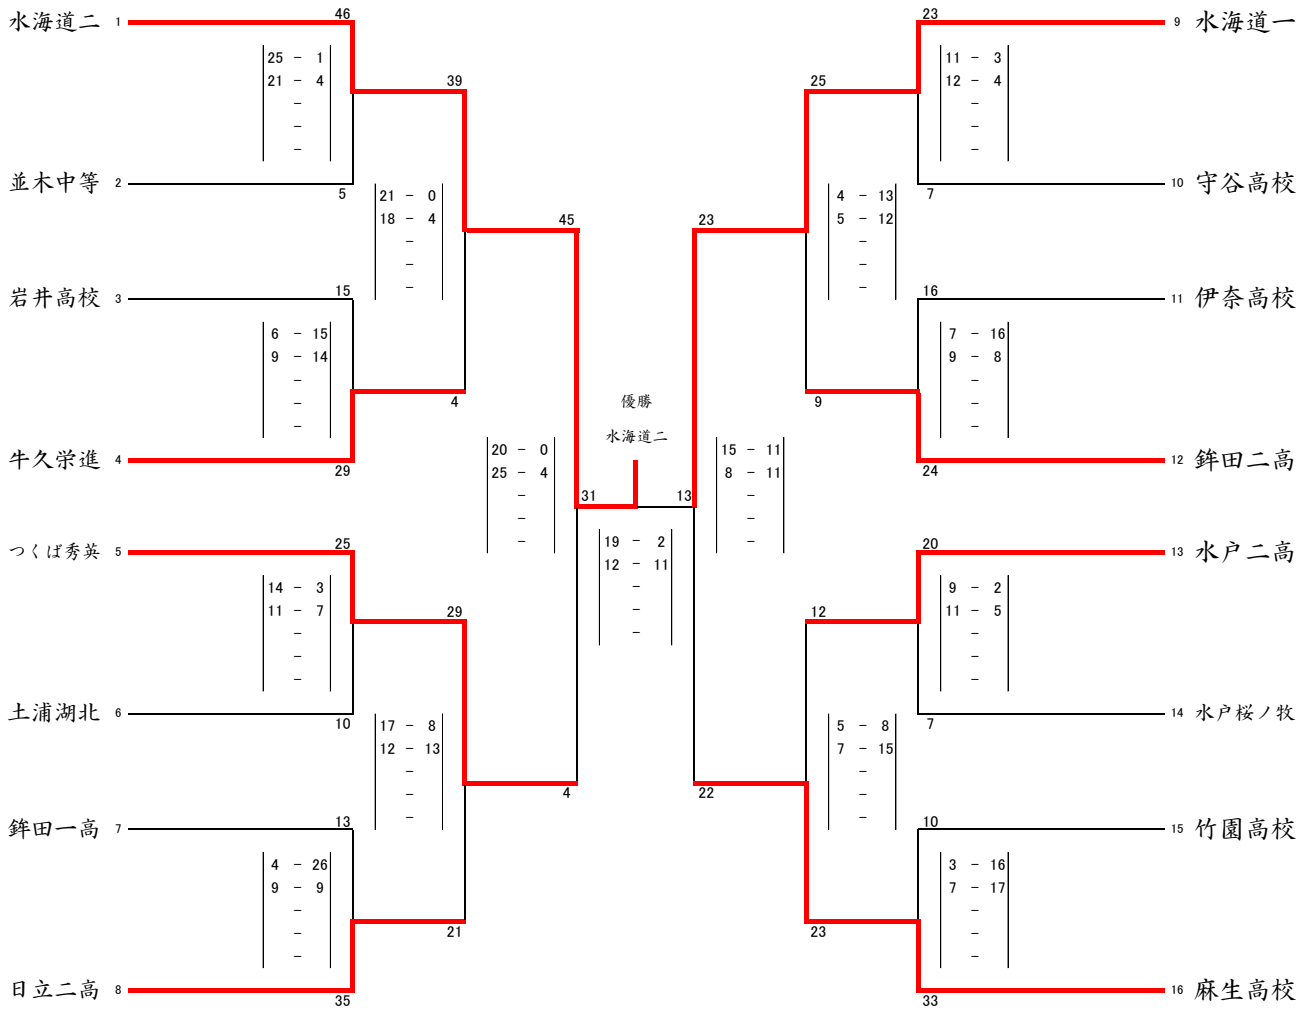 水海道二 1 46
25 - 1
21 - 4
-
-
-
並木中等 2 5
39
21 - 0
18 - 4
-
-
-
岩井高校 3 15
6 - 15
9 - 14
-
-
-
牛久栄進 4 29
4
45
20 - 0
25 - 4
-
-
-
つくば秀英 5 25
14 - 3
11 - 7
-
-
-
土浦湖北 6 10
29
17 - 8
12 - 13
-
-
-
鉾田一高 7 13
4 - 26
9 - 9
-
-
-
日立二高 8 35
21
4
優勝
水海道二
31 13
19 - 2
12 - 11
-
-
-
23 9 水海道一
11 - 3
12 - 4
-
-
-
7 10 守谷高校
25
4 - 13
5 - 12
-
-
-
16 11 伊奈高校
7 - 16
9 - 8
-
-
-
24 12 鉾田二高
9
23
15 - 11
8 - 11
-
-
-
20 13 水戸二高
9 - 2
11 - 5
-
-
-
7 14 水戸桜ノ牧
12
5 - 8
7 - 15
-
-
-
10 15 竹園高校
3 - 16
7 - 17
-
-
-
33 16 麻生高校
23
22